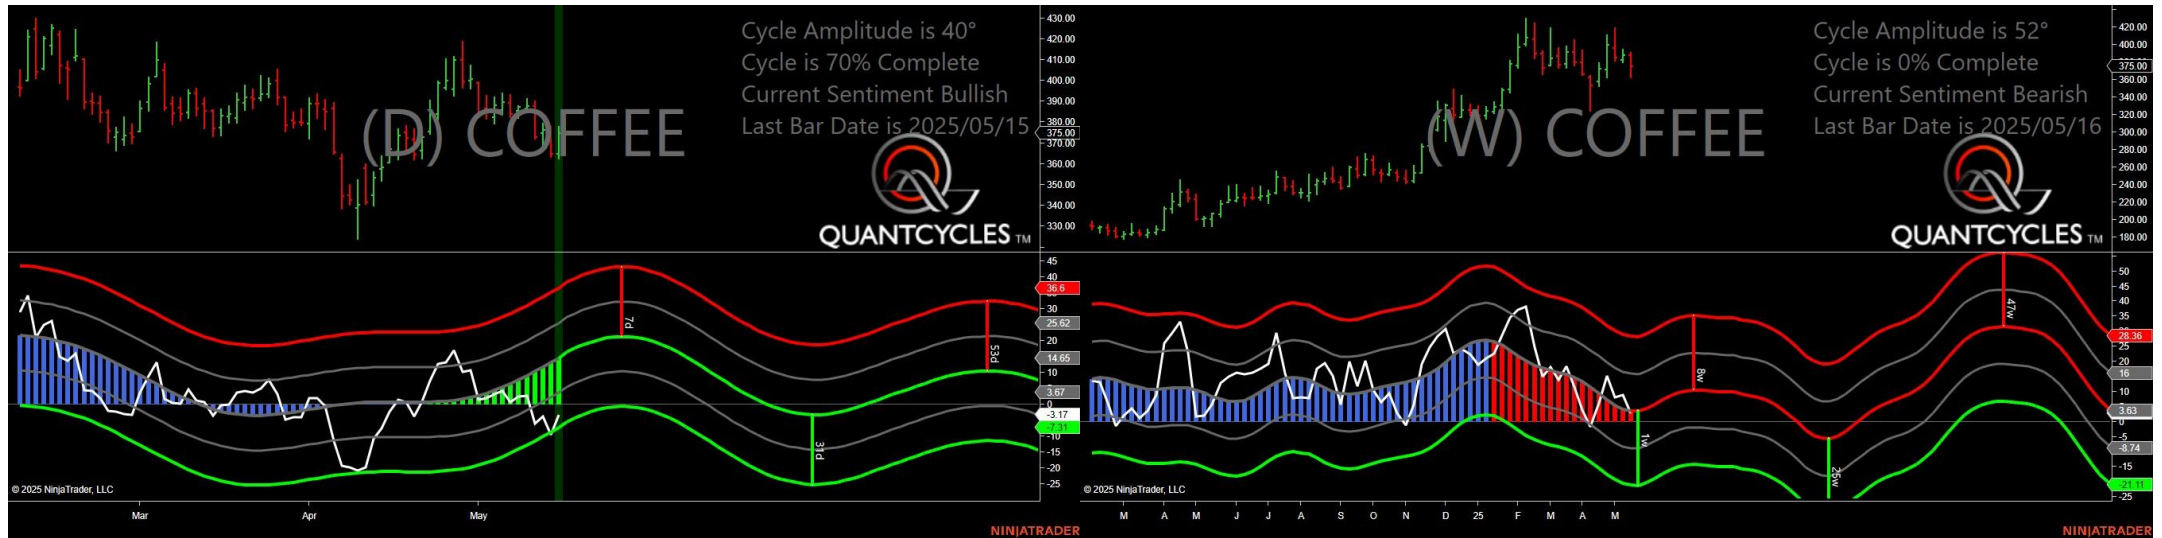 Cycle Amplitude is 40°
Cycle is 70% Complete
Current Sentiment Bullish
Last Bar Date is 2025/05/15
(D) COFFEE
QUANTCYCLES TM
430.00
420.00
410.00
400.00
390.00
380.00
375.00
370.00
360.00
350.00
340.00
330.00
45
40
36.6
30
25.62
20
14.65
10
3.67
0
-3.17
-7.31
-10
-15
-20
-25
7d
31d
53d
© 2025 NinjaTrader, LLC
Mar
Apr
May
NINJATRADER
Cycle Amplitude is 52°
Cycle is 0% Complete
Current Sentiment Bearish
Last Bar Date is 2025/05/16
(W) COFFEE
QUANTCYCLES TM
420.00
400.00
375.00
360.00
340.00
320.00
300.00
280.00
260.00
240.00
220.00
200.00
180.00
50
45
40
35
28.36
25
20
16
10
3.63
0
-5
-8.74
-15
-21.11
-25
1w
8w
25w
47w
© 2025 NinjaTrader, LLC
M
A
M
J
J
A
S
O
N
D
25
F
M
A
M
NINJATRADER